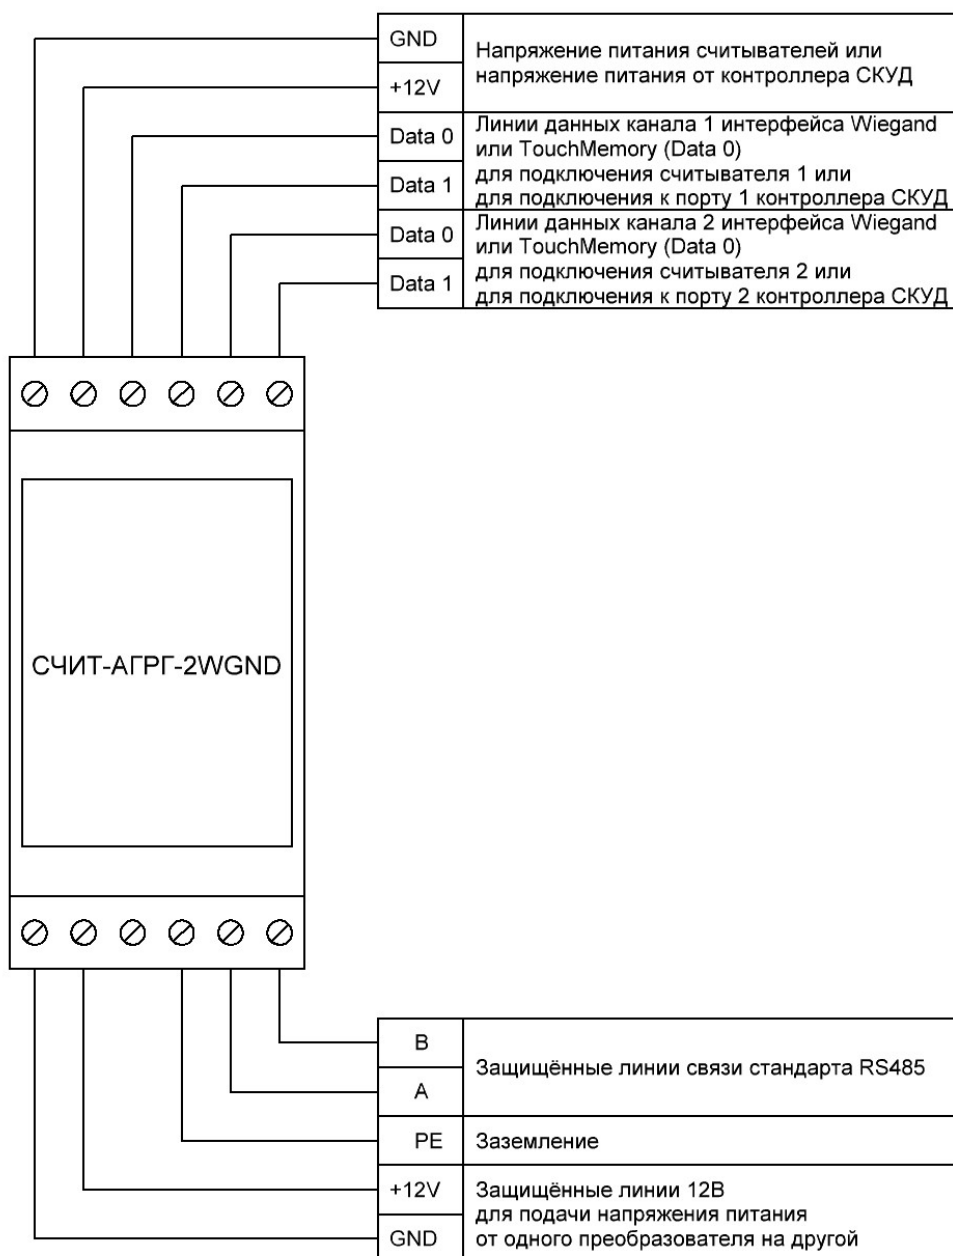 GND
Напряжение питания считывателей или
напряжение питания от контроллера СКУД
+12V
Data 0
Линии данных канала 1 интерфейса Wiegand
или TouchMemory (Data 0)
Data 1
для подключения считывателя 1 или
для подключения к порту 1 контроллера СКУД
Data 0
Линии данных канала 2 интерфейса Wiegand
или TouchMemory (Data 0)
Data 1
для подключения считывателя 2 или
для подключения к порту 2 контроллера СКУД
СЧИТ-АГРГ-2WGND
B
Защищённые линии связи стандарта RS485
A
PE
Заземление
+12V
Защищённые линии 12В
для подачи напряжения питания
GND
от одного преобразователя на другой